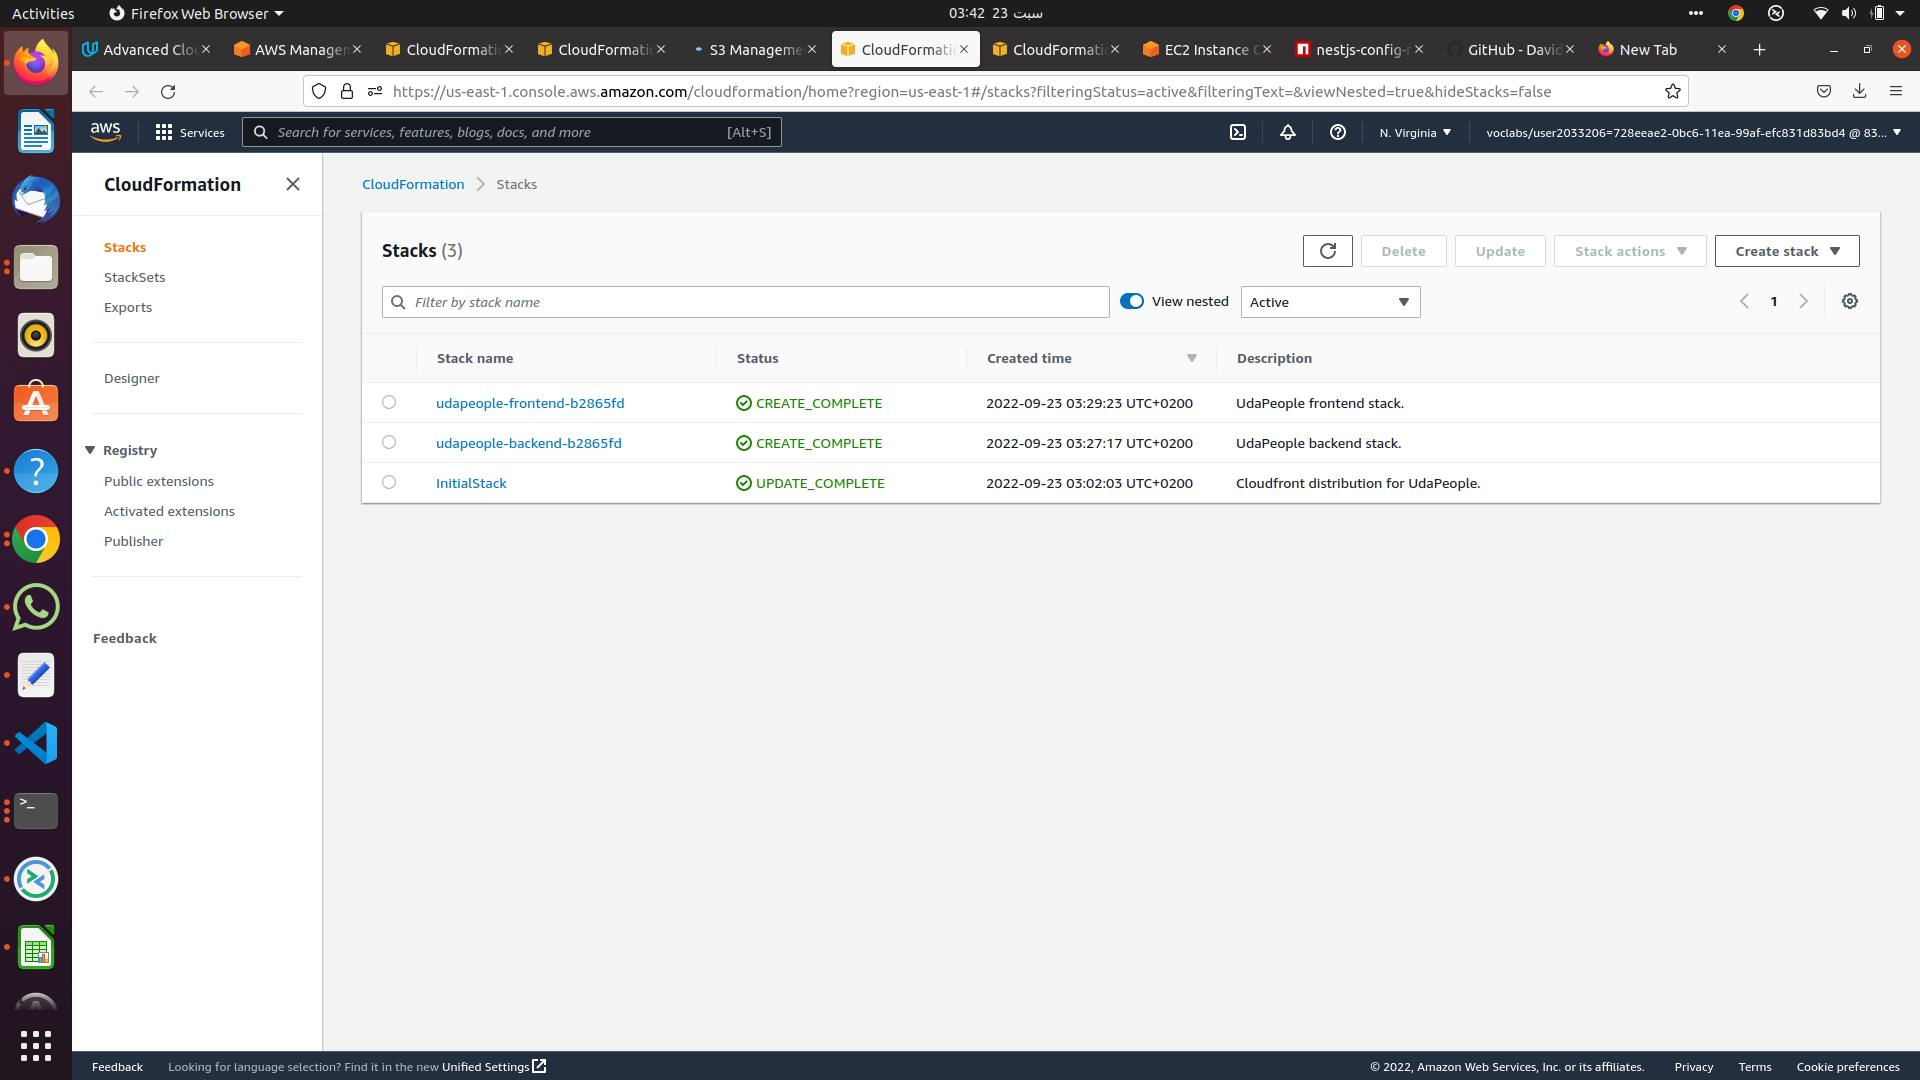 Activities
Firefox Web Browser
03:42 23 سبت
Advanced Clo
AWS Managem
CloudFormatio
CloudFormatio
S3 Manageme
CloudFormatio
CloudFormatio
EC2 Instance C
nestjs-config-
GitHub - David
New Tab
https://us-east-1.console.aws.amazon.com/cloudformation/home?region=us-east-1#/stacks?filteringStatus=active&filteringText=&viewNested=true&hideStacks=false
aws
Services
Search for services, features, blogs, docs, and more [Alt+S]
N. Virginia
voclabs/user2033206=728eeae2-0bc6-11ea-99af-efc831d83bd4 @ 83...
CloudFormation
Stacks
StackSets
Exports
Designer
Registry
Public extensions
Activated extensions
Publisher
Feedback
CloudFormation > Stacks
Stacks (3)
Delete
Update
Stack actions
Create stack
Filter by stack name
View nested
Active
1
Stack name Status Created time Description
udapeople-frontend-b2865fd CREATE_COMPLETE 2022-09-23 03:29:23 UTC+0200 UdaPeople frontend stack.
udapeople-backend-b2865fd CREATE_COMPLETE 2022-09-23 03:27:17 UTC+0200 UdaPeople backend stack.
InitialStack UPDATE_COMPLETE 2022-09-23 03:02:03 UTC+0200 Cloudfront distribution for UdaPeople.
Feedback
Looking for language selection? Find it in the new Unified Settings
© 2022, Amazon Web Services, Inc. or its affiliates.
Privacy
Terms
Cookie preferences